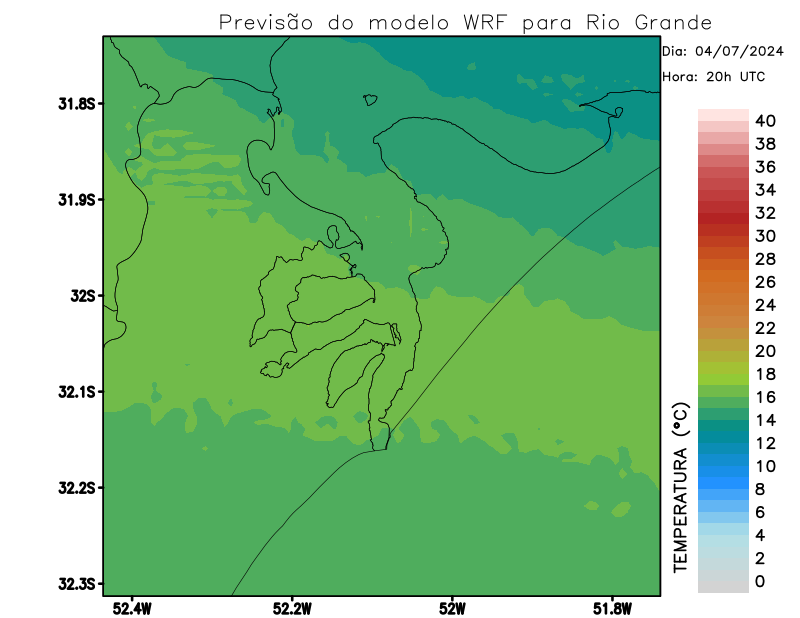 Previsão do modelo WRF para Rio Grande
Dia: 04/07/2024
Hora: 20h UTC
31.8S
31.9S
32S
32.1S
32.2S
32.3S
52.4W
52.2W
52W
51.8W
TEMPERATURA (°C)
40
38
36
34
32
30
28
26
24
22
20
18
16
14
12
10
8
6
4
2
0